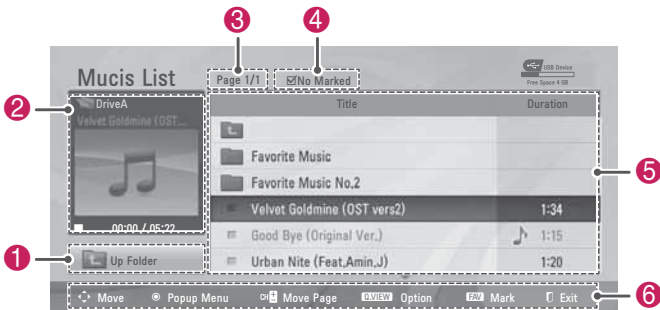 3
4
Mucis List
Page 1/1
No Marked
USB Device
Free Space 4 GB
2
DriveA
Velvet Goldmine (OST...
Title
Duration
Favorite Music
5
Favorite Music No.2
Velvet Goldmine (OST vers2)
1:34
00:00 / 05:22
Good Bye (Original Ver.)
1:15
1
Up Folder
Urban Nite (Feat.Amin.J)
1:20
Move
Popup Menu
CH
Move Page
Q.VIEW
Option
FAV
Mark
Exit
6